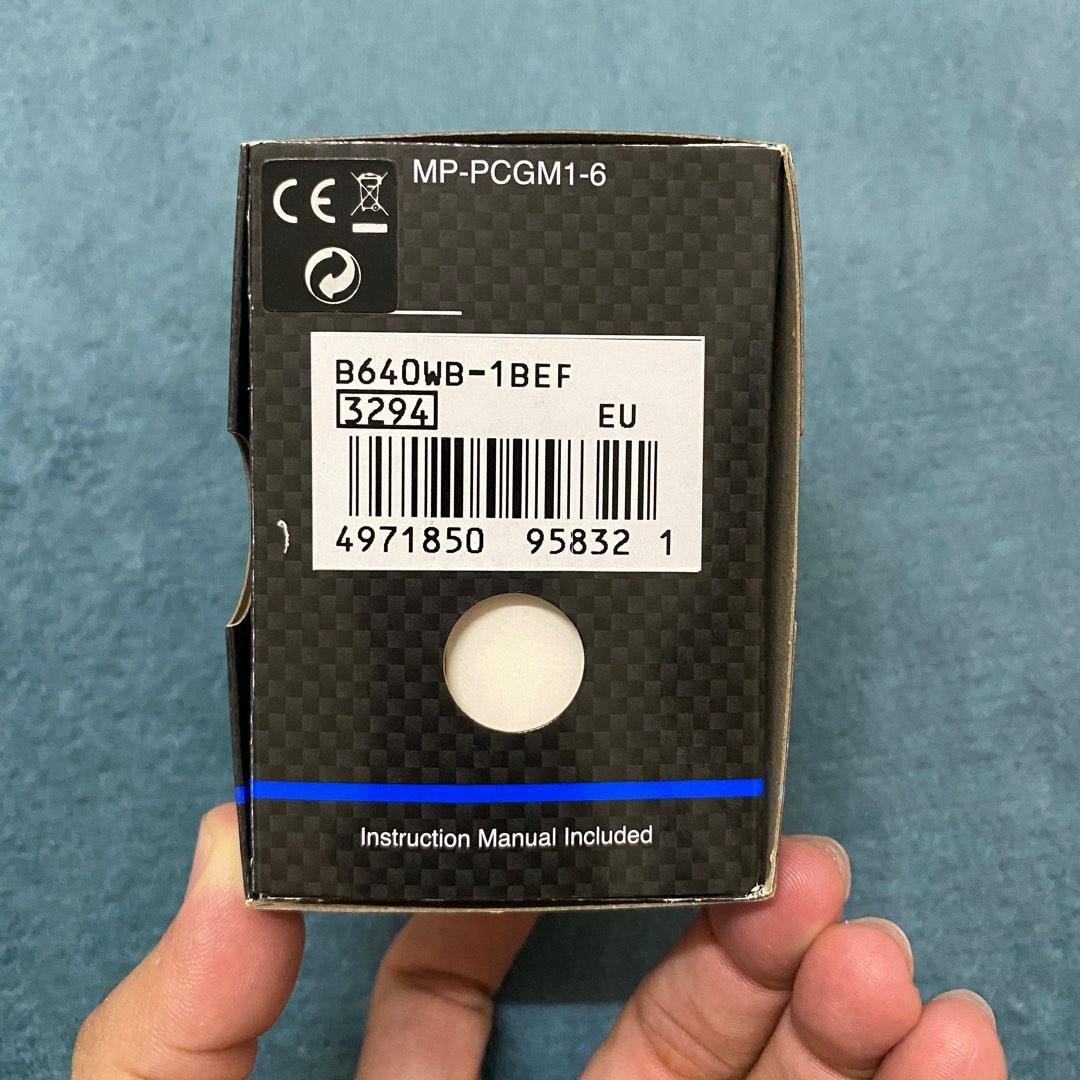 CE
MP-PCGM1-6
B640WB-1BEF
3294 EU
4971850 95832 1
Instruction Manual Included